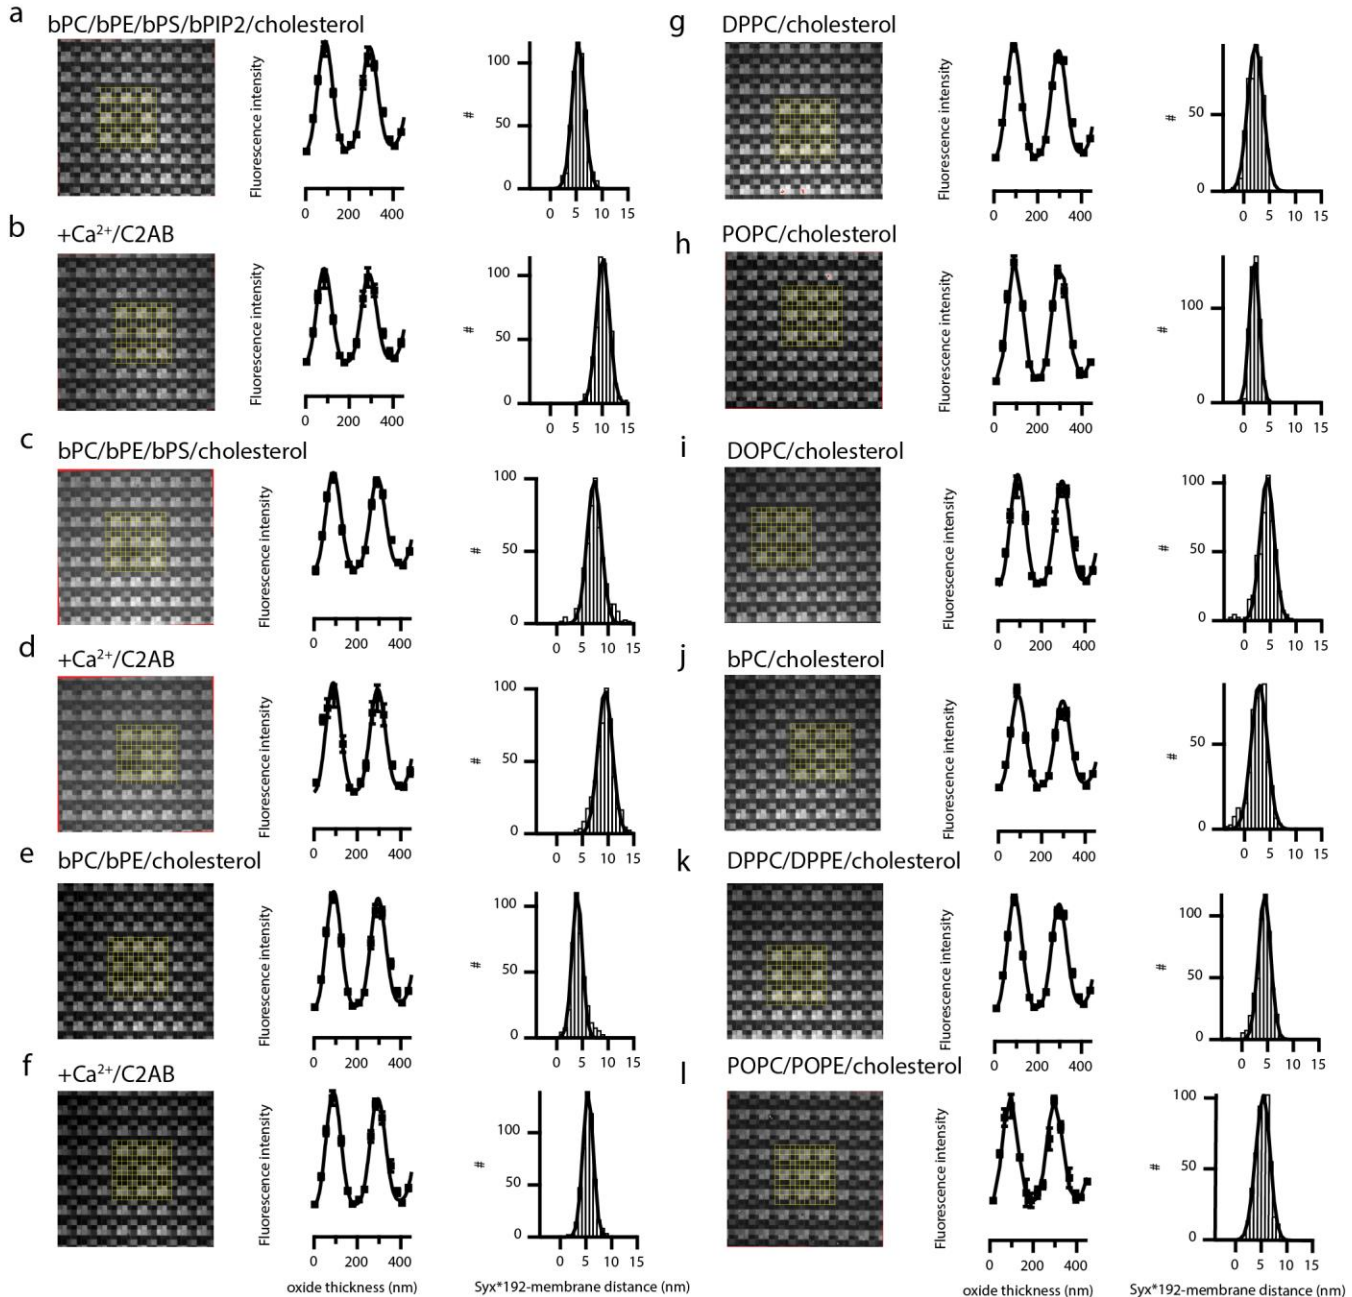 a
bPC/bPE/bPS/bPIP2/cholesterol
Fluorescence intensity
0 200 400
#
100
50
0
0 5 10 15
b
+Ca²⁺/C2AB
Fluorescence intensity
0 200 400
#
100
50
0
0 5 10 15
c
bPC/bPE/bPS/cholesterol
Fluorescence intensity
0 200 400
#
100
50
0
0 5 10 15
d
+Ca²⁺/C2AB
Fluorescence intensity
0 200 400
#
100
50
0
0 5 10 15
e
bPC/bPE/cholesterol
Fluorescence intensity
0 200 400
#
100
50
0
0 5 10 15
f
+Ca²⁺/C2AB
Fluorescence intensity
0 200 400
oxide thickness (nm)
#
100
50
0
0 5 10 15
Syx*192-membrane distance (nm)
g
DPPC/cholesterol
Fluorescence intensity
0 200 400
#
50
0
0 5 10 15
h
POPC/cholesterol
Fluorescence intensity
0 200 400
#
100
0
0 5 10 15
i
DOPC/cholesterol
Fluorescence intensity
0 200 400
#
100
50
0
0 5 10 15
j
bPC/cholesterol
Fluorescence intensity
0 200 400
#
50
0
0 5 10 15
k
DPPC/DPPE/cholesterol
Fluorescence intensity
0 200 400
#
100
50
0
0 5 10 15
l
POPC/POPE/cholesterol
Fluorescence intensity
0 200 400
oxide thickness (nm)
#
100
50
0
0 5 10 15
Syx*192-membrane distance (nm)